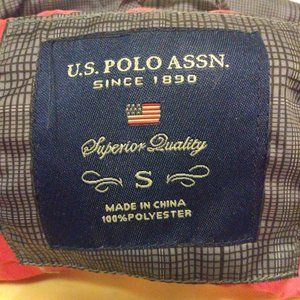 U.S. POLO ASSN.
SINCE 1890
Superior Quality
S
MADE IN CHINA
100% POLYESTER